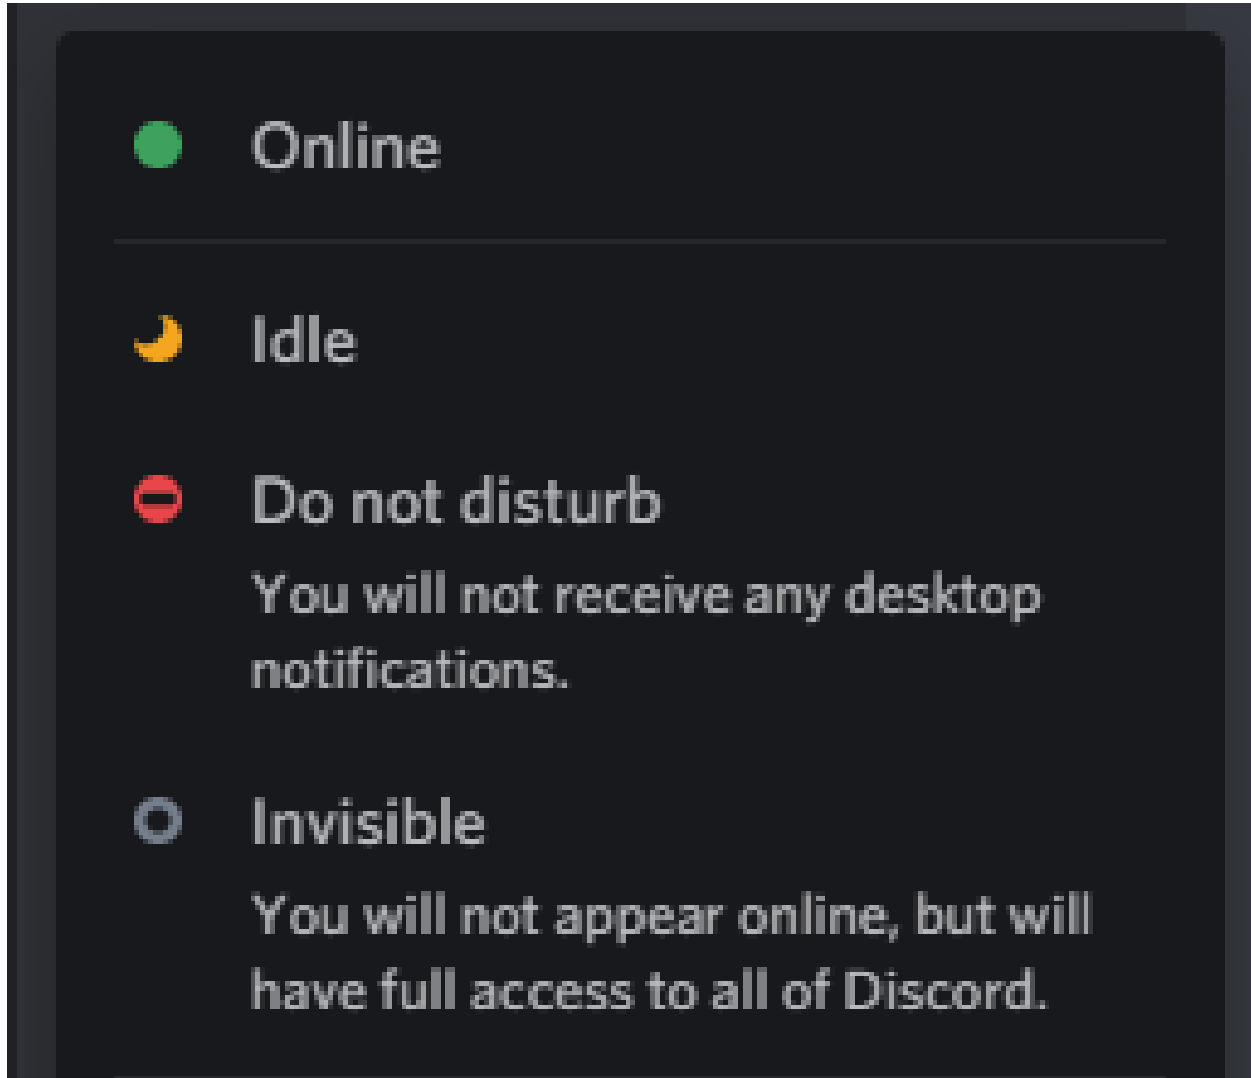 Online
Idle
Do not disturb
You will not receive any desktop
notifications.
Invisible
You will not appear online, but will
have full access to all of Discord.